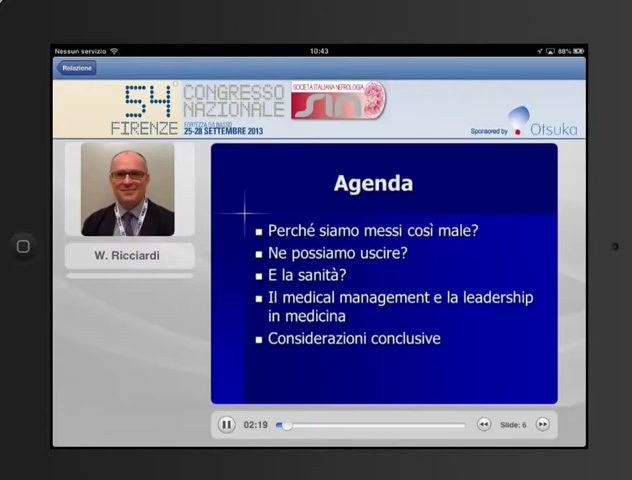 Nessun servizio
10:43
88%
Relazione
54° CONGRESSO
NAZIONALE
FIRENZE
FORTEZZA DA BASSO
25-28 SETTEMBRE 2013
SOCIETÀ ITALIANA NEFROLOGIA
sin
Sponsored by Otsuka
W. Ricciardi
Agenda
Perché siamo messi così male?
Ne possiamo uscire?
E la sanità?
Il medical management e la leadership
in medicina
Considerazioni conclusive
02:19
Slide: 6